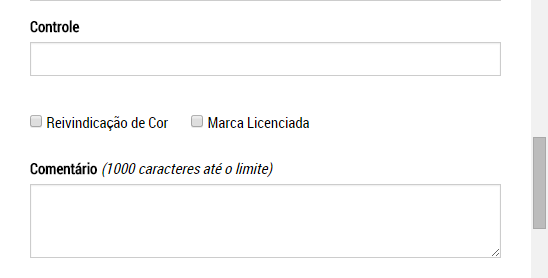 Controle
Reivindicação de Cor Marca Licenciada
Comentário (1000 caracteres até o limite)